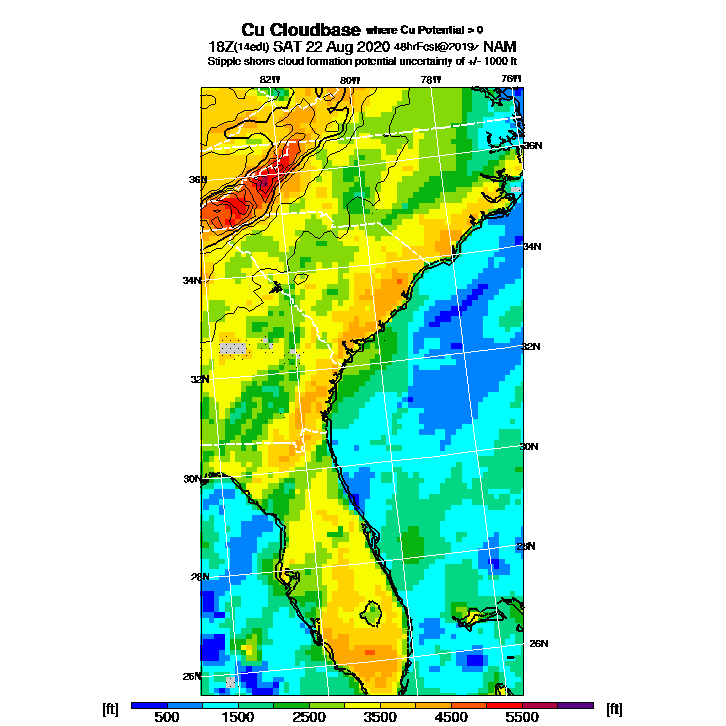 Cu Cloudbase where Cu Potential > 0
18Z(14edt) SAT 22 Aug 2020 48hrFcst@2019z NAM
Stipple shows cloud formation potential uncertainty of +/- 1000 ft
82W 80W 78W 76W
36N
36N
34N
34N
32N
32N
30N
30N
28N
28N
26N
26N
[ft] [ft]
500 1500 2500 3500 4500 5500